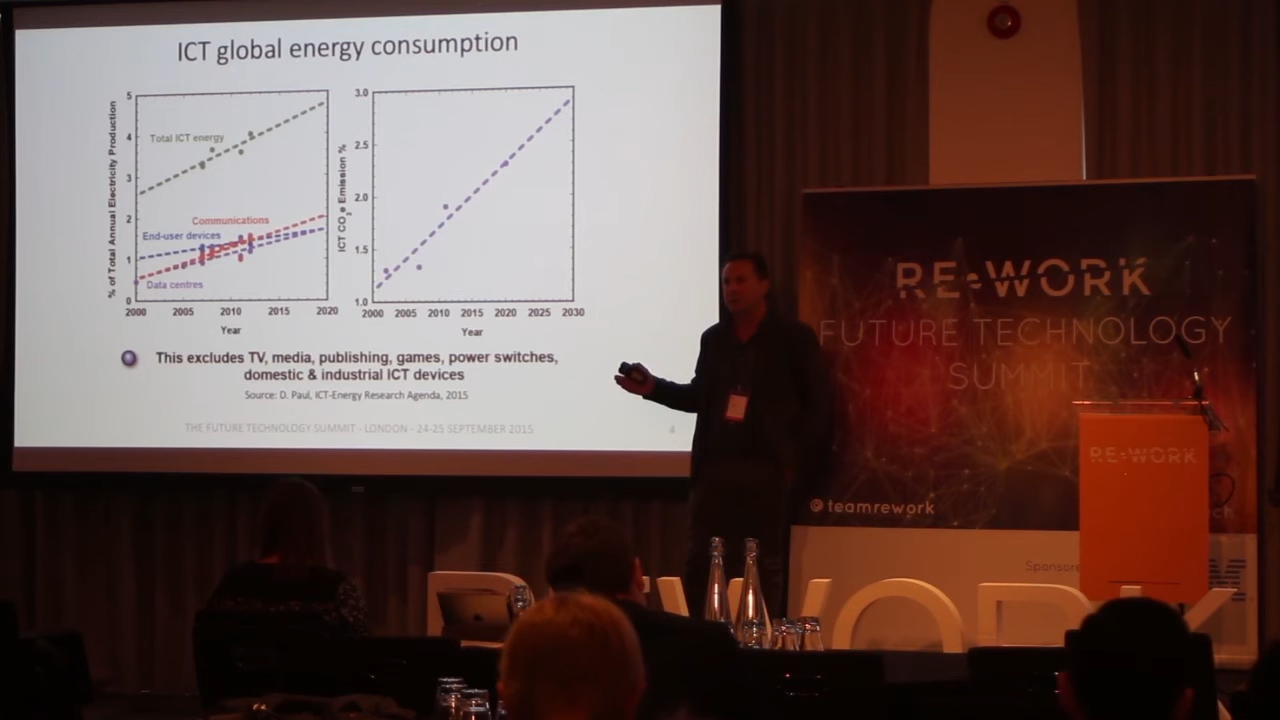 ICT global energy consumption
% of Total Annual Electricity Production
5
4
3
2
1
0
Total ICT energy
Communications
End-user devices
Data centres
2000 2005 2010 2015 2020
Year
ICT CO2e Emission %
3.0
2.5
2.0
1.5
1.0
2000 2005 2010 2015 2020 2025 2030
Year
This excludes TV, media, publishing, games, power switches,
domestic & industrial ICT devices
Source: D. Paul, ICT-Energy Research Agenda, 2015
THE FUTURE TECHNOLOGY SUMMIT - LONDON - 24-25 SEPTEMBER 2015
4
RE•WORK
FUTURE TECHNOLOGY
SUMMIT
RE•WORK
@teamrework